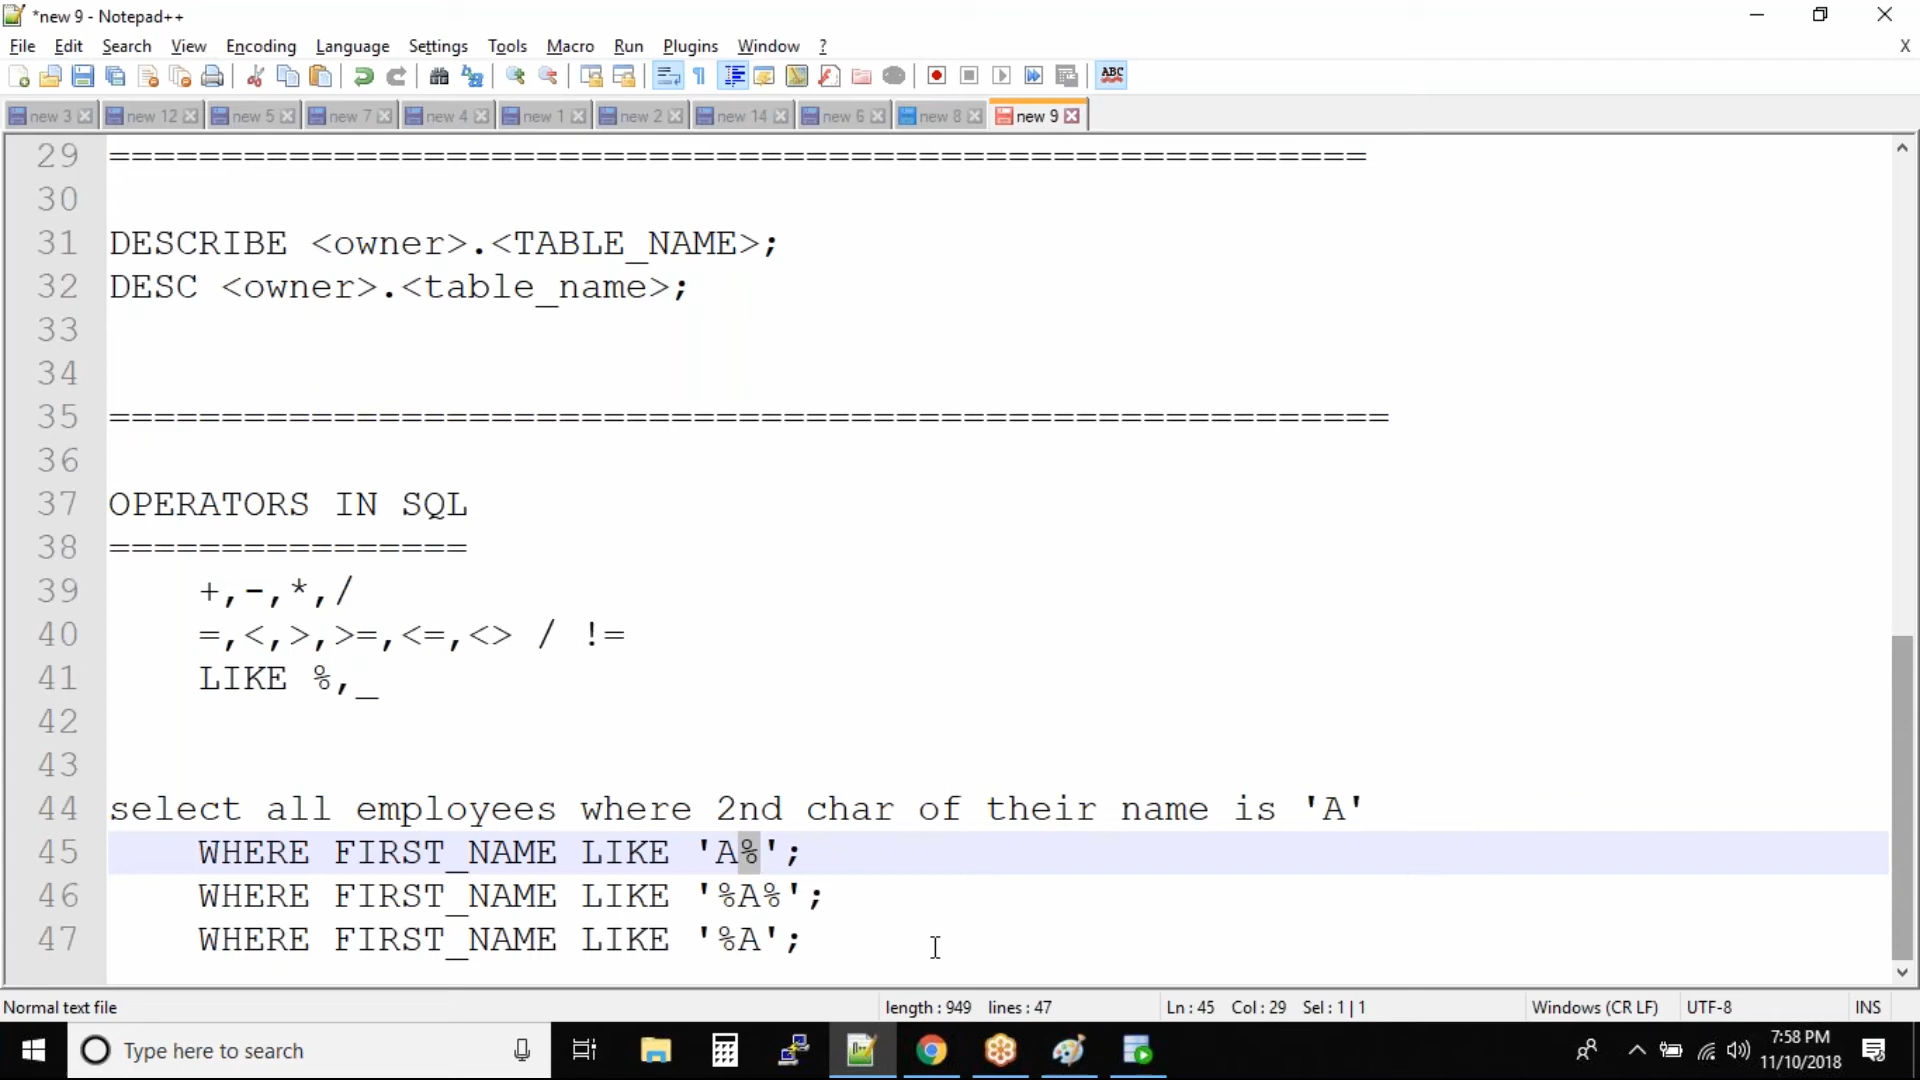 *new 9 - Notepad++
File Edit Search View Encoding Language Settings Tools Macro Run Plugins Window ? X
ABC
new 3 new 12 new 5 new 7 new 4 new 1 new 2 new 14 new 6 new 8 new 9
29 ========================================================
30
31 DESCRIBE <owner>.<TABLE_NAME>;
32 DESC <owner>.<table_name>;
33
34
35 =========================================================
36
37 OPERATORS IN SQL
38 ================
39 +,-,*,/
40 =,<,>,>=,<=,<> / !=
41 LIKE %,_
42
43
44 select all employees where 2nd char of their name is 'A'
45 WHERE FIRST_NAME LIKE 'A%';
46 WHERE FIRST_NAME LIKE '%A%';
47 WHERE FIRST_NAME LIKE '%A';
Normal text file length : 949 lines : 47 Ln : 45 Col : 29 Sel : 1 | 1 Windows (CR LF) UTF-8 INS
Type here to search
7:58 PM
11/10/2018